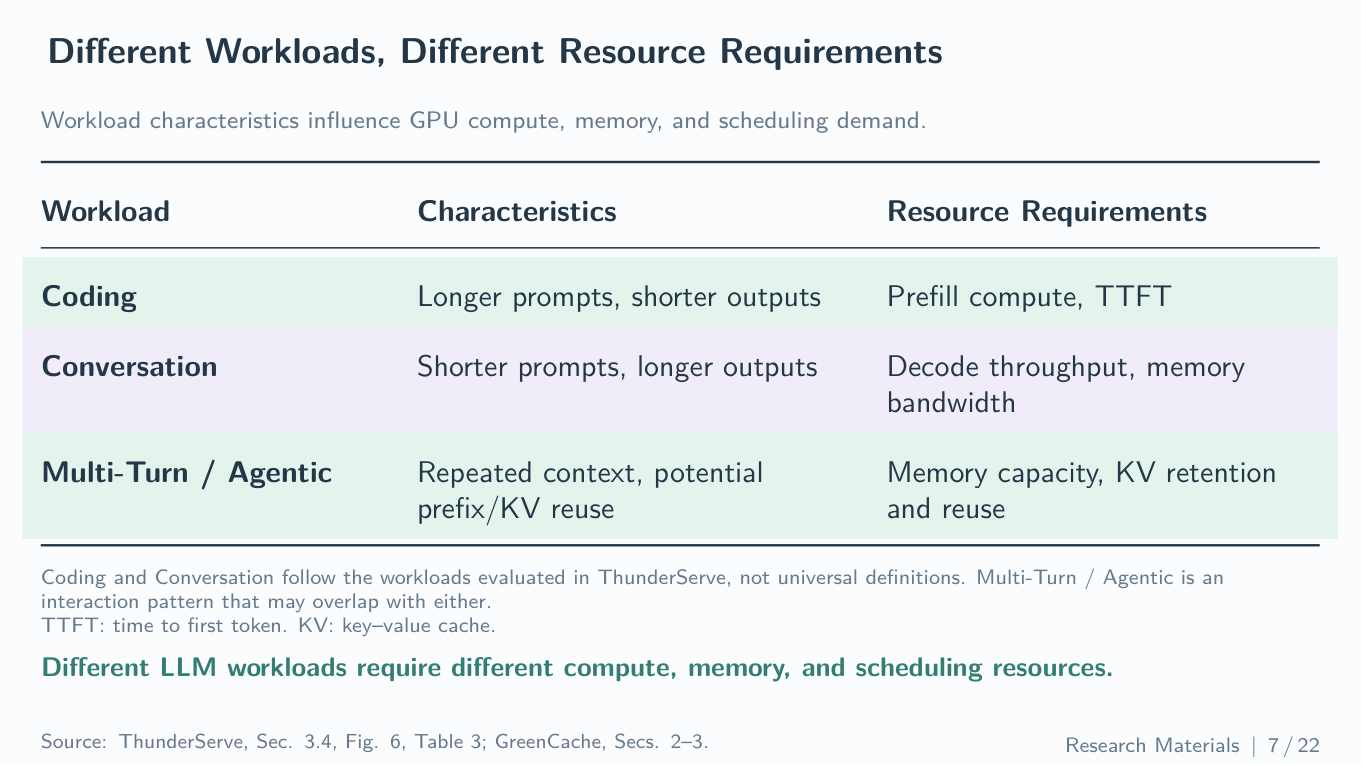 Different Workloads, Different Resource Requirements
Workload characteristics influence GPU compute, memory, and scheduling demand.
Workload
Characteristics
Resource Requirements
Coding
Longer prompts, shorter outputs
Prefill compute, TTFT
Conversation
Shorter prompts, longer outputs
Decode throughput, memory
bandwidth
Multi-Turn / Agentic
Repeated context, potential
prefix/KV reuse
Memory capacity, KV retention
and reuse
Coding and Conversation follow the workloads evaluated in ThunderServe, not universal definitions. Multi-Turn / Agentic is an
interaction pattern that may overlap with either.
TTFT: time to first token. KV: key–value cache.
Different LLM workloads require different compute, memory, and scheduling resources.
Source: ThunderServe, Sec. 3.4, Fig. 6, Table 3; GreenCache, Secs. 2–3.
Research Materials | 7 / 22